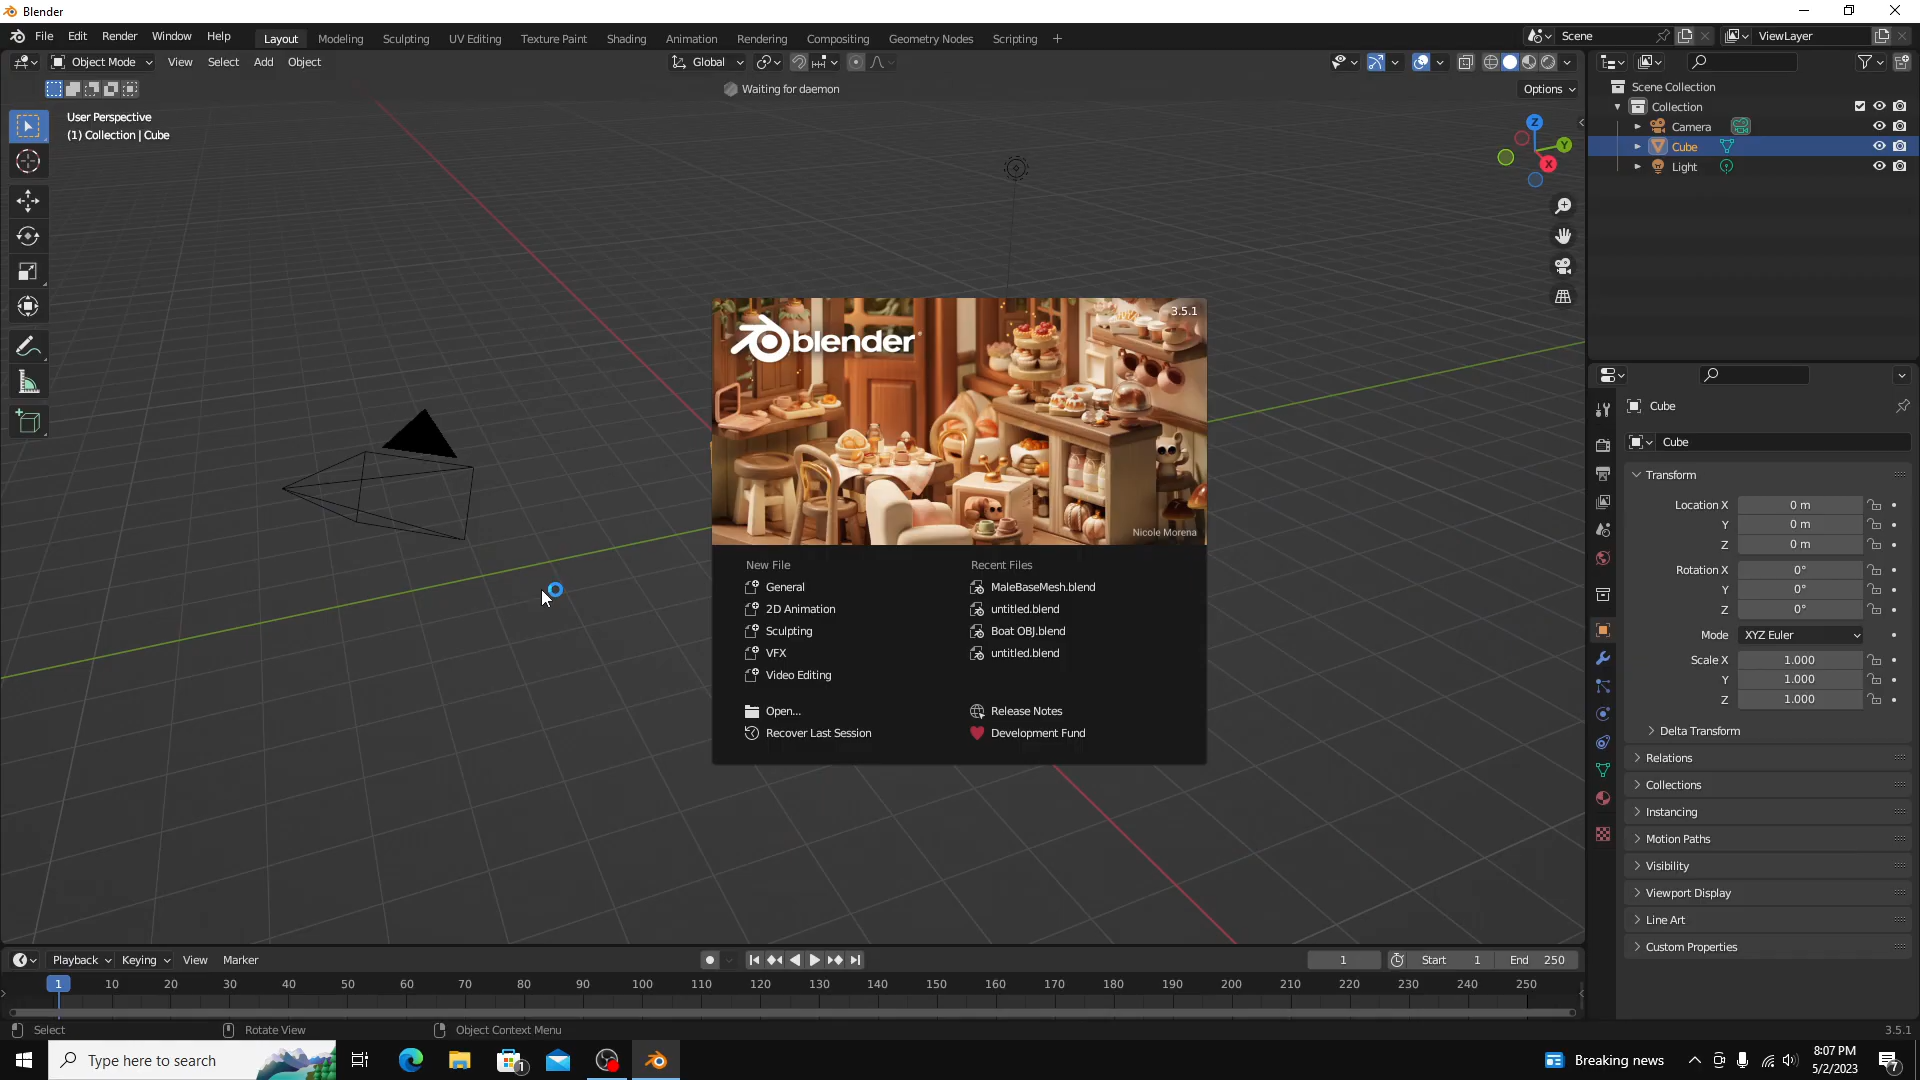 Blender
File Edit Render Window Help
Layout Modeling Sculpting UV Editing Texture Paint Shading Animation Rendering Compositing Geometry Nodes Scripting +
Scene
ViewLayer
Object Mode View Select Add Object
Global
Waiting for daemon
Options
User Perspective
(1) Collection | Cube
Z
Y
X
Scene Collection
Collection
Camera
Cube
Light
3.5.1
blender
Nicole Morena
New File
General
2D Animation
Sculpting
VFX
Video Editing
Open...
Recover Last Session
Recent Files
MaleBaseMesh.blend
untitled.blend
Boat OBJ.blend
untitled.blend
Release Notes
Development Fund
Cube
Cube
Transform
Location X 0 m
Y 0 m
Z 0 m
Rotation X 0°
Y 0°
Z 0°
Mode XYZ Euler
Scale X 1.000
Y 1.000
Z 1.000
Delta Transform
Relations
Collections
Instancing
Motion Paths
Visibility
Viewport Display
Line Art
Custom Properties
Playback Keying View Marker
1 Start 1 End 250
1 10 20 30 40 50 60 70 80 90 100 110 120 130 140 150 160 170 180 190 200 210 220 230 240 250
Select Rotate View Object Context Menu
3.5.1
Type here to search
1
Breaking news
8:07 PM
5/2/2023
7